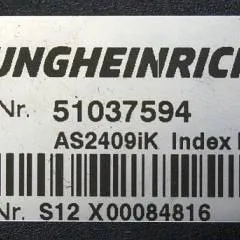 UNGHEINRICH
Nr. 51037594
AS2409iK Index
Nr. S12 X00084816